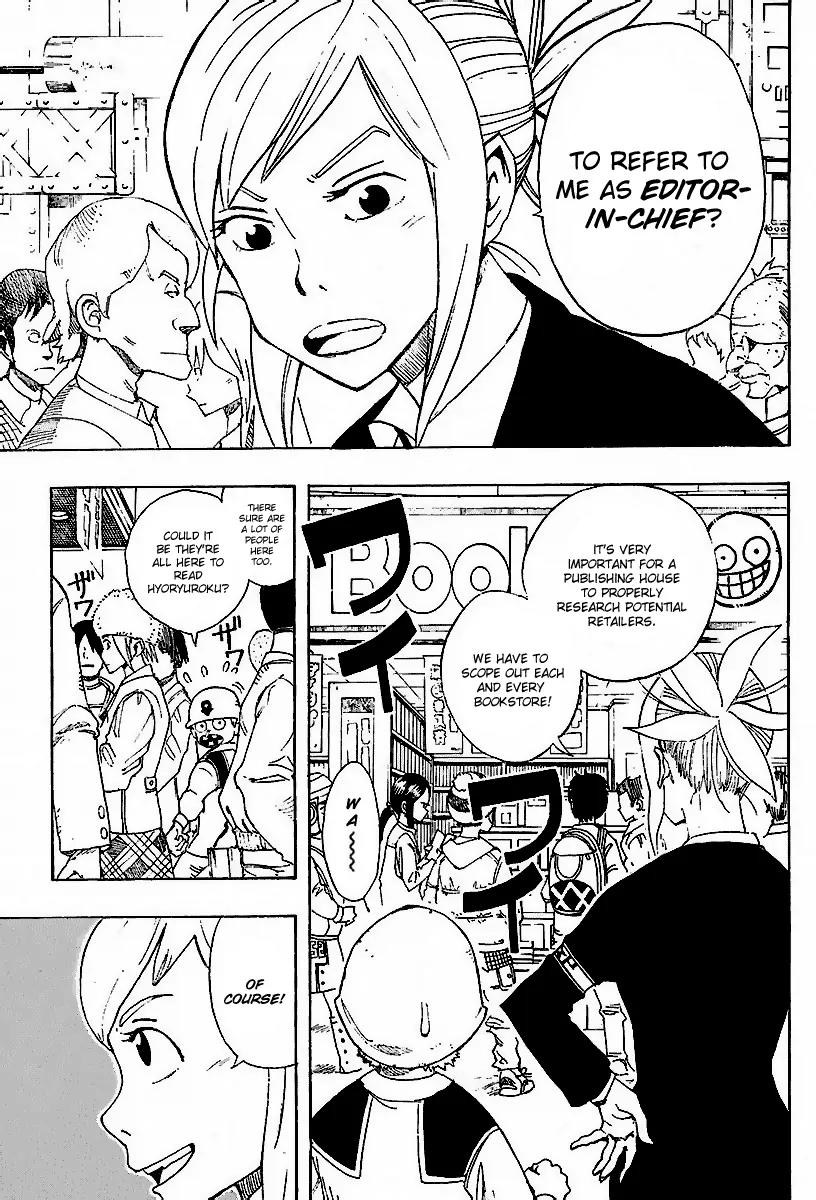 TO REFER TO
ME AS EDITOR-
IN-CHIEF?
Book
IT'S VERY
IMPORTANT FOR A
PUBLISHING HOUSE
TO PROPERLY
RESEARCH POTENTIAL
RETAILERS.
WE HAVE TO
SCOPE OUT EACH
AND EVERY
BOOKSTORE!
ワイ
ワイ
WA~~~
THERE
SURE ARE
A LOT OF
PEOPLE
HERE
TOO.
COULD IT
BE THEY'RE
ALL HERE TO
READ
HYORYUROKU?
ザワ
ザワ
OF
COURSE!